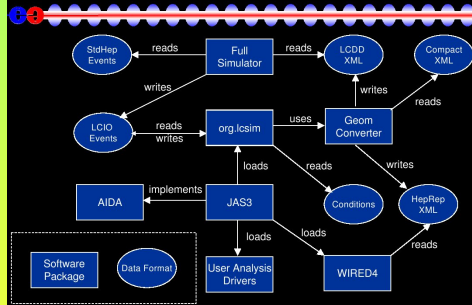 StdHep
Events
reads
Full
Simulator
reads
LCDD
XML
Compact
XML
writes
writes
reads
LCIO
Events
reads
writes
org.lcsim
uses
Geom
Converter
loads
reads
writes
AIDA
implements
JAS3
Conditions
HepRep
XML
loads
loads
reads
Software
Package
Data Format
User Analysis
Drivers
WIRED4